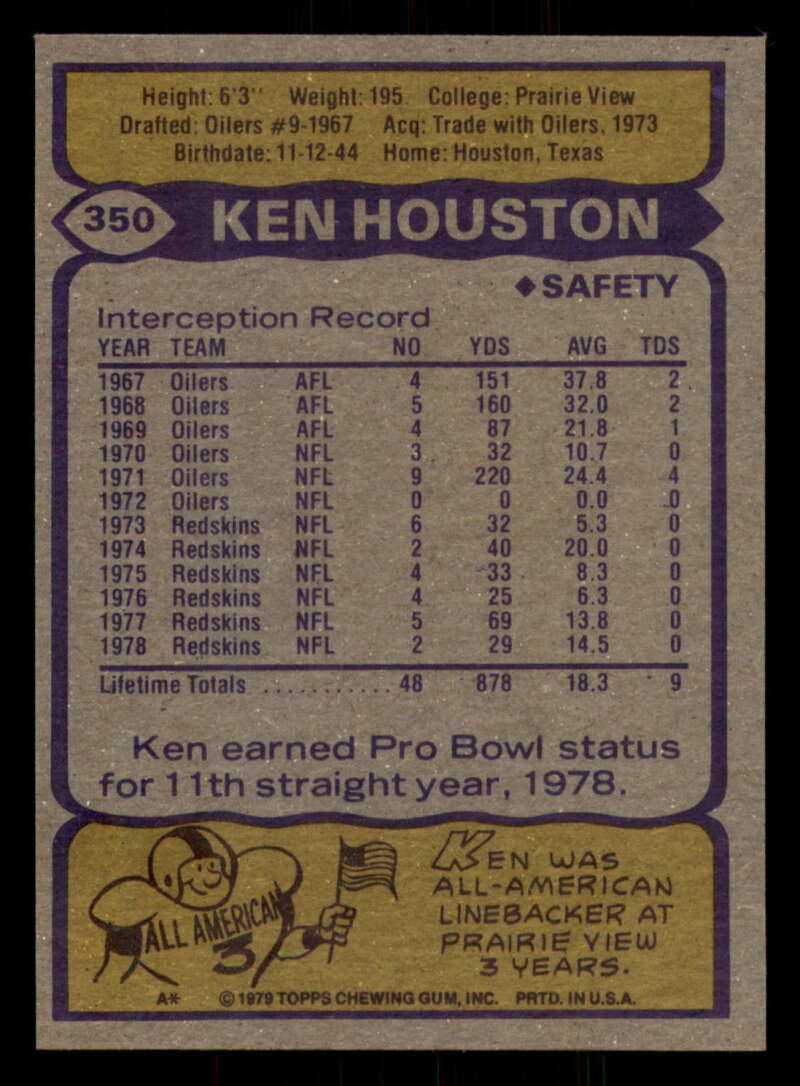 Height: 6'3'' Weight: 195 College: Prairie View
Drafted: Oilers #9-1967 Acq: Trade with Oilers, 1973
Birthdate: 11-12-44 Home: Houston, Texas
350 KEN HOUSTON
◆SAFETY
Interception Record
YEAR TEAM NO YDS AVG TDS
1967 Oilers AFL 4 151 37.8 2
1968 Oilers AFL 5 160 32.0 2
1969 Oilers AFL 4 87 21.8 1
1970 Oilers NFL 3 32 10.7 0
1971 Oilers NFL 9 220 24.4 4
1972 Oilers NFL 0 0 0.0 0
1973 Redskins NFL 6 32 5.3 0
1974 Redskins NFL 2 40 20.0 0
1975 Redskins NFL 4 33 8.3 0
1976 Redskins NFL 4 25 6.3 0
1977 Redskins NFL 5 69 13.8 0
1978 Redskins NFL 2 29 14.5 0
Lifetime Totals ........... 48 878 18.3 9
Ken earned Pro Bowl status
for 11th straight year, 1978.
ALL AMERICAN
3
KEN WAS
ALL-AMERICAN
LINEBACKER AT
PRAIRIE VIEW
3 YEARS.
A* © 1979 TOPPS CHEWING GUM, INC. PRTD. IN U.S.A.